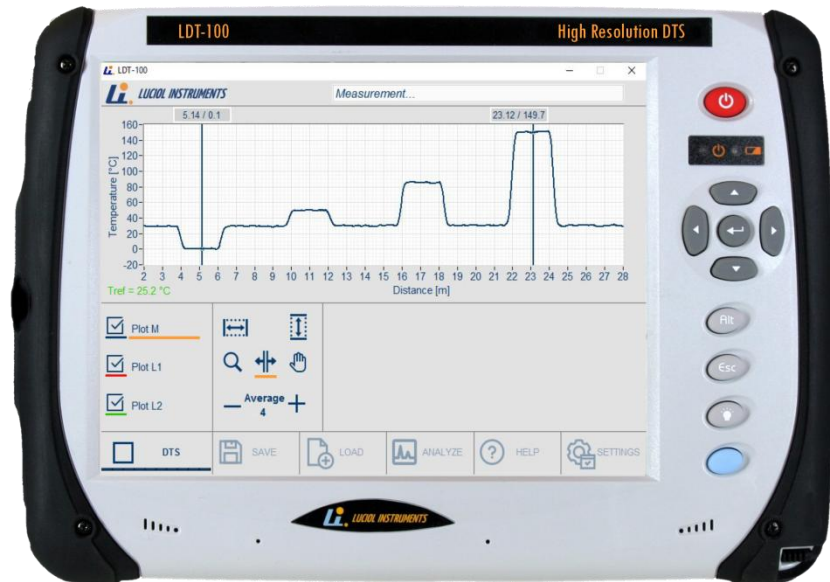 LDT-100
High Resolution DTS
LDT-100
Li. LUCIOL INSTRUMENTS
Measurement...
5.14 / 0.1
23.12 / 149.7
160
140
120
100
80
60
40
20
0
-20
Temperature [°C]
2 3 4 5 6 7 8 9 10 11 12 13 14 15 16 17 18 19 20 21 22 23 24 25 26 27 28
Tref = 25.2 °C
Distance [m]
Plot M
Plot L1
Plot L2
Average
4
DTS
SAVE
LOAD
ANALYZE
HELP
SETTINGS
Alt
Esc
Li. LUCIOL INSTRUMENTS